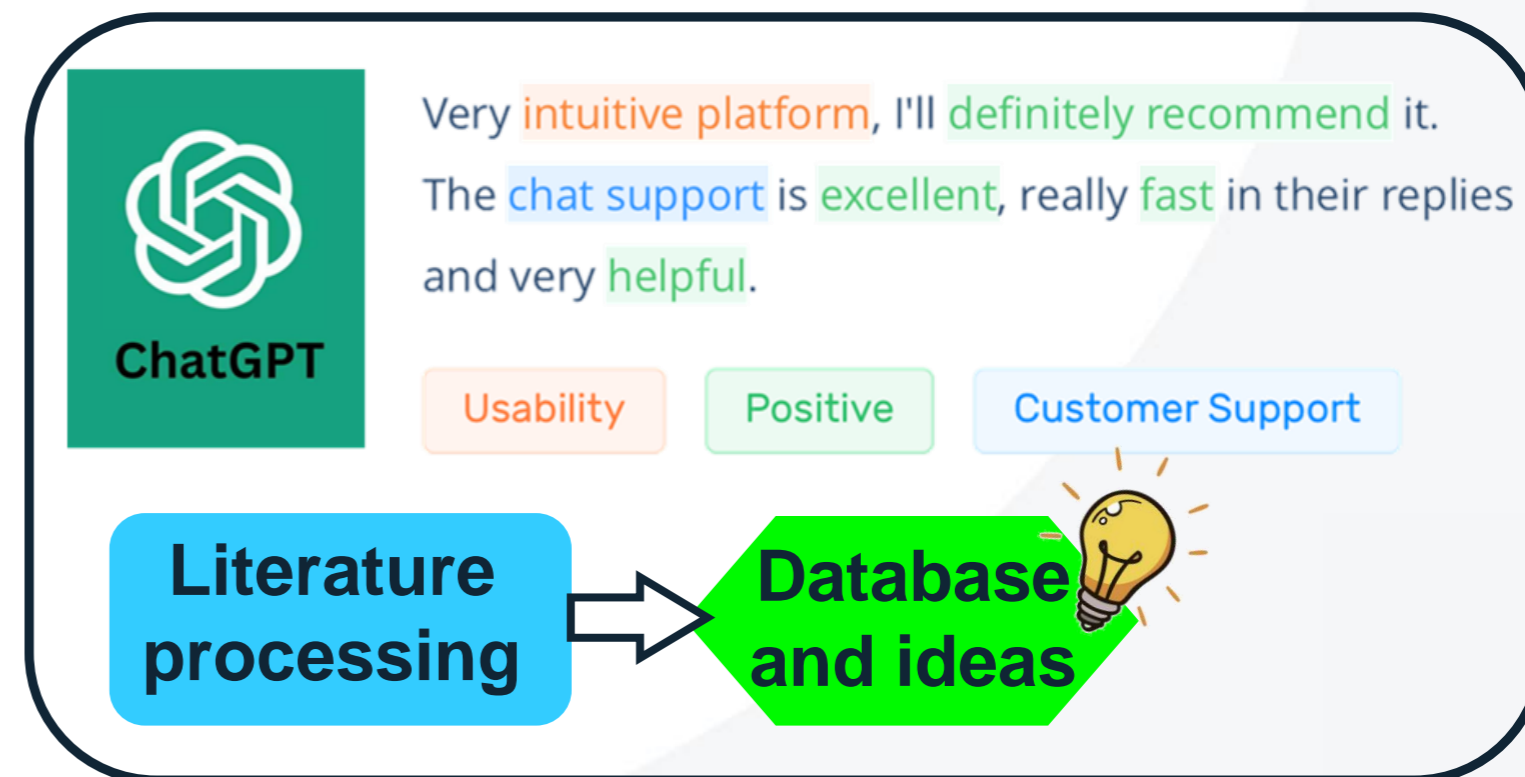 Very intuitive platform, I'll definitely recommend it.
The chat support is excellent, really fast in their replies
and very helpful.
ChatGPT
Usability
Positive
Customer Support
Literature
processing
Database
and ideas